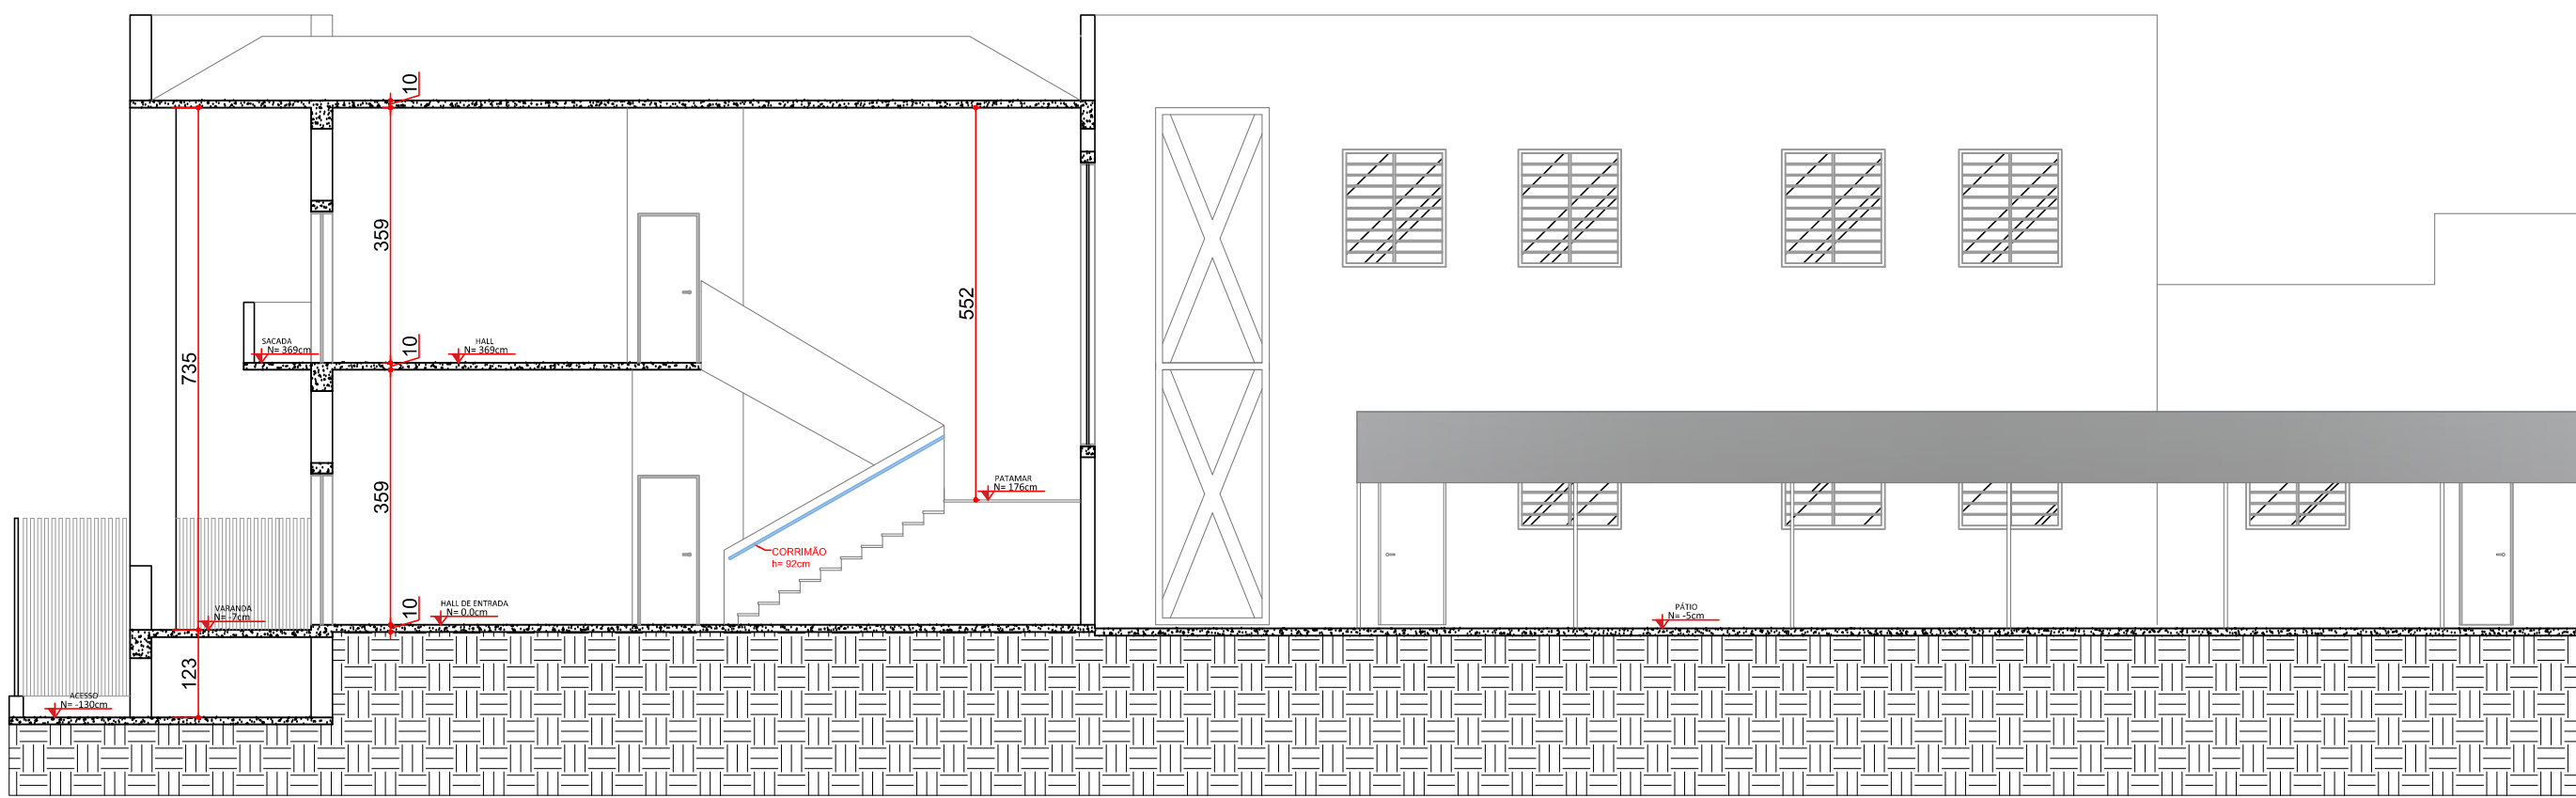 10
359
552
735
SACADA
N= 369cm
10
HALL
N= 369cm
359
PATAMAR
N= 176cm
CORRIMÃO
h= 92cm
VARANDA
N= -7cm
10
HALL DE ENTRADA
N= 0.0cm
PÁTIO
N= -5cm
123
ACESSO
N= -130cm